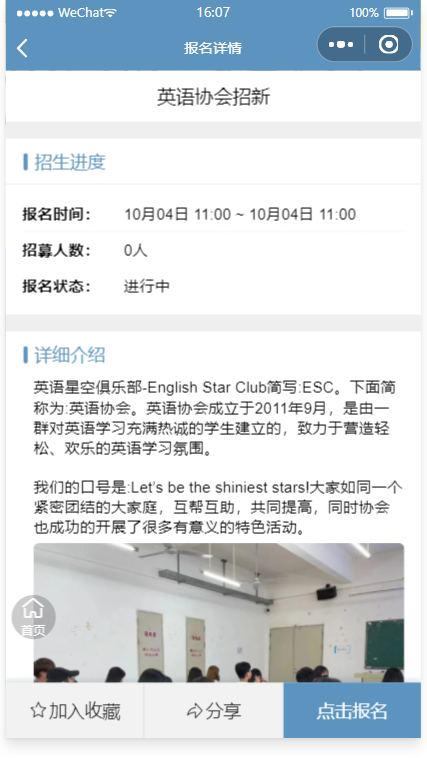 WeChat 16:07 100%
报名详情
英语协会招新
招生进度
报名时间： 10月04日 11:00 ~ 10月04日 11:00
招募人数： 0人
报名状态： 进行中
详细介绍
英语星空俱乐部-English Star Club简写:ESC。下面简
称为:英语协会。英语协会成立于2011年9月，是由一
群对英语学习充满热诚的学生建立的，致力于营造轻
松、欢乐的英语学习氛围。
我们的口号是:Let's be the shiniest stars!大家如同一个
紧密团结的大家庭，互帮互助，共同提高，同时协会
也成功的开展了很多有意义的特色活动。
首页
加入收藏 分享 点击报名